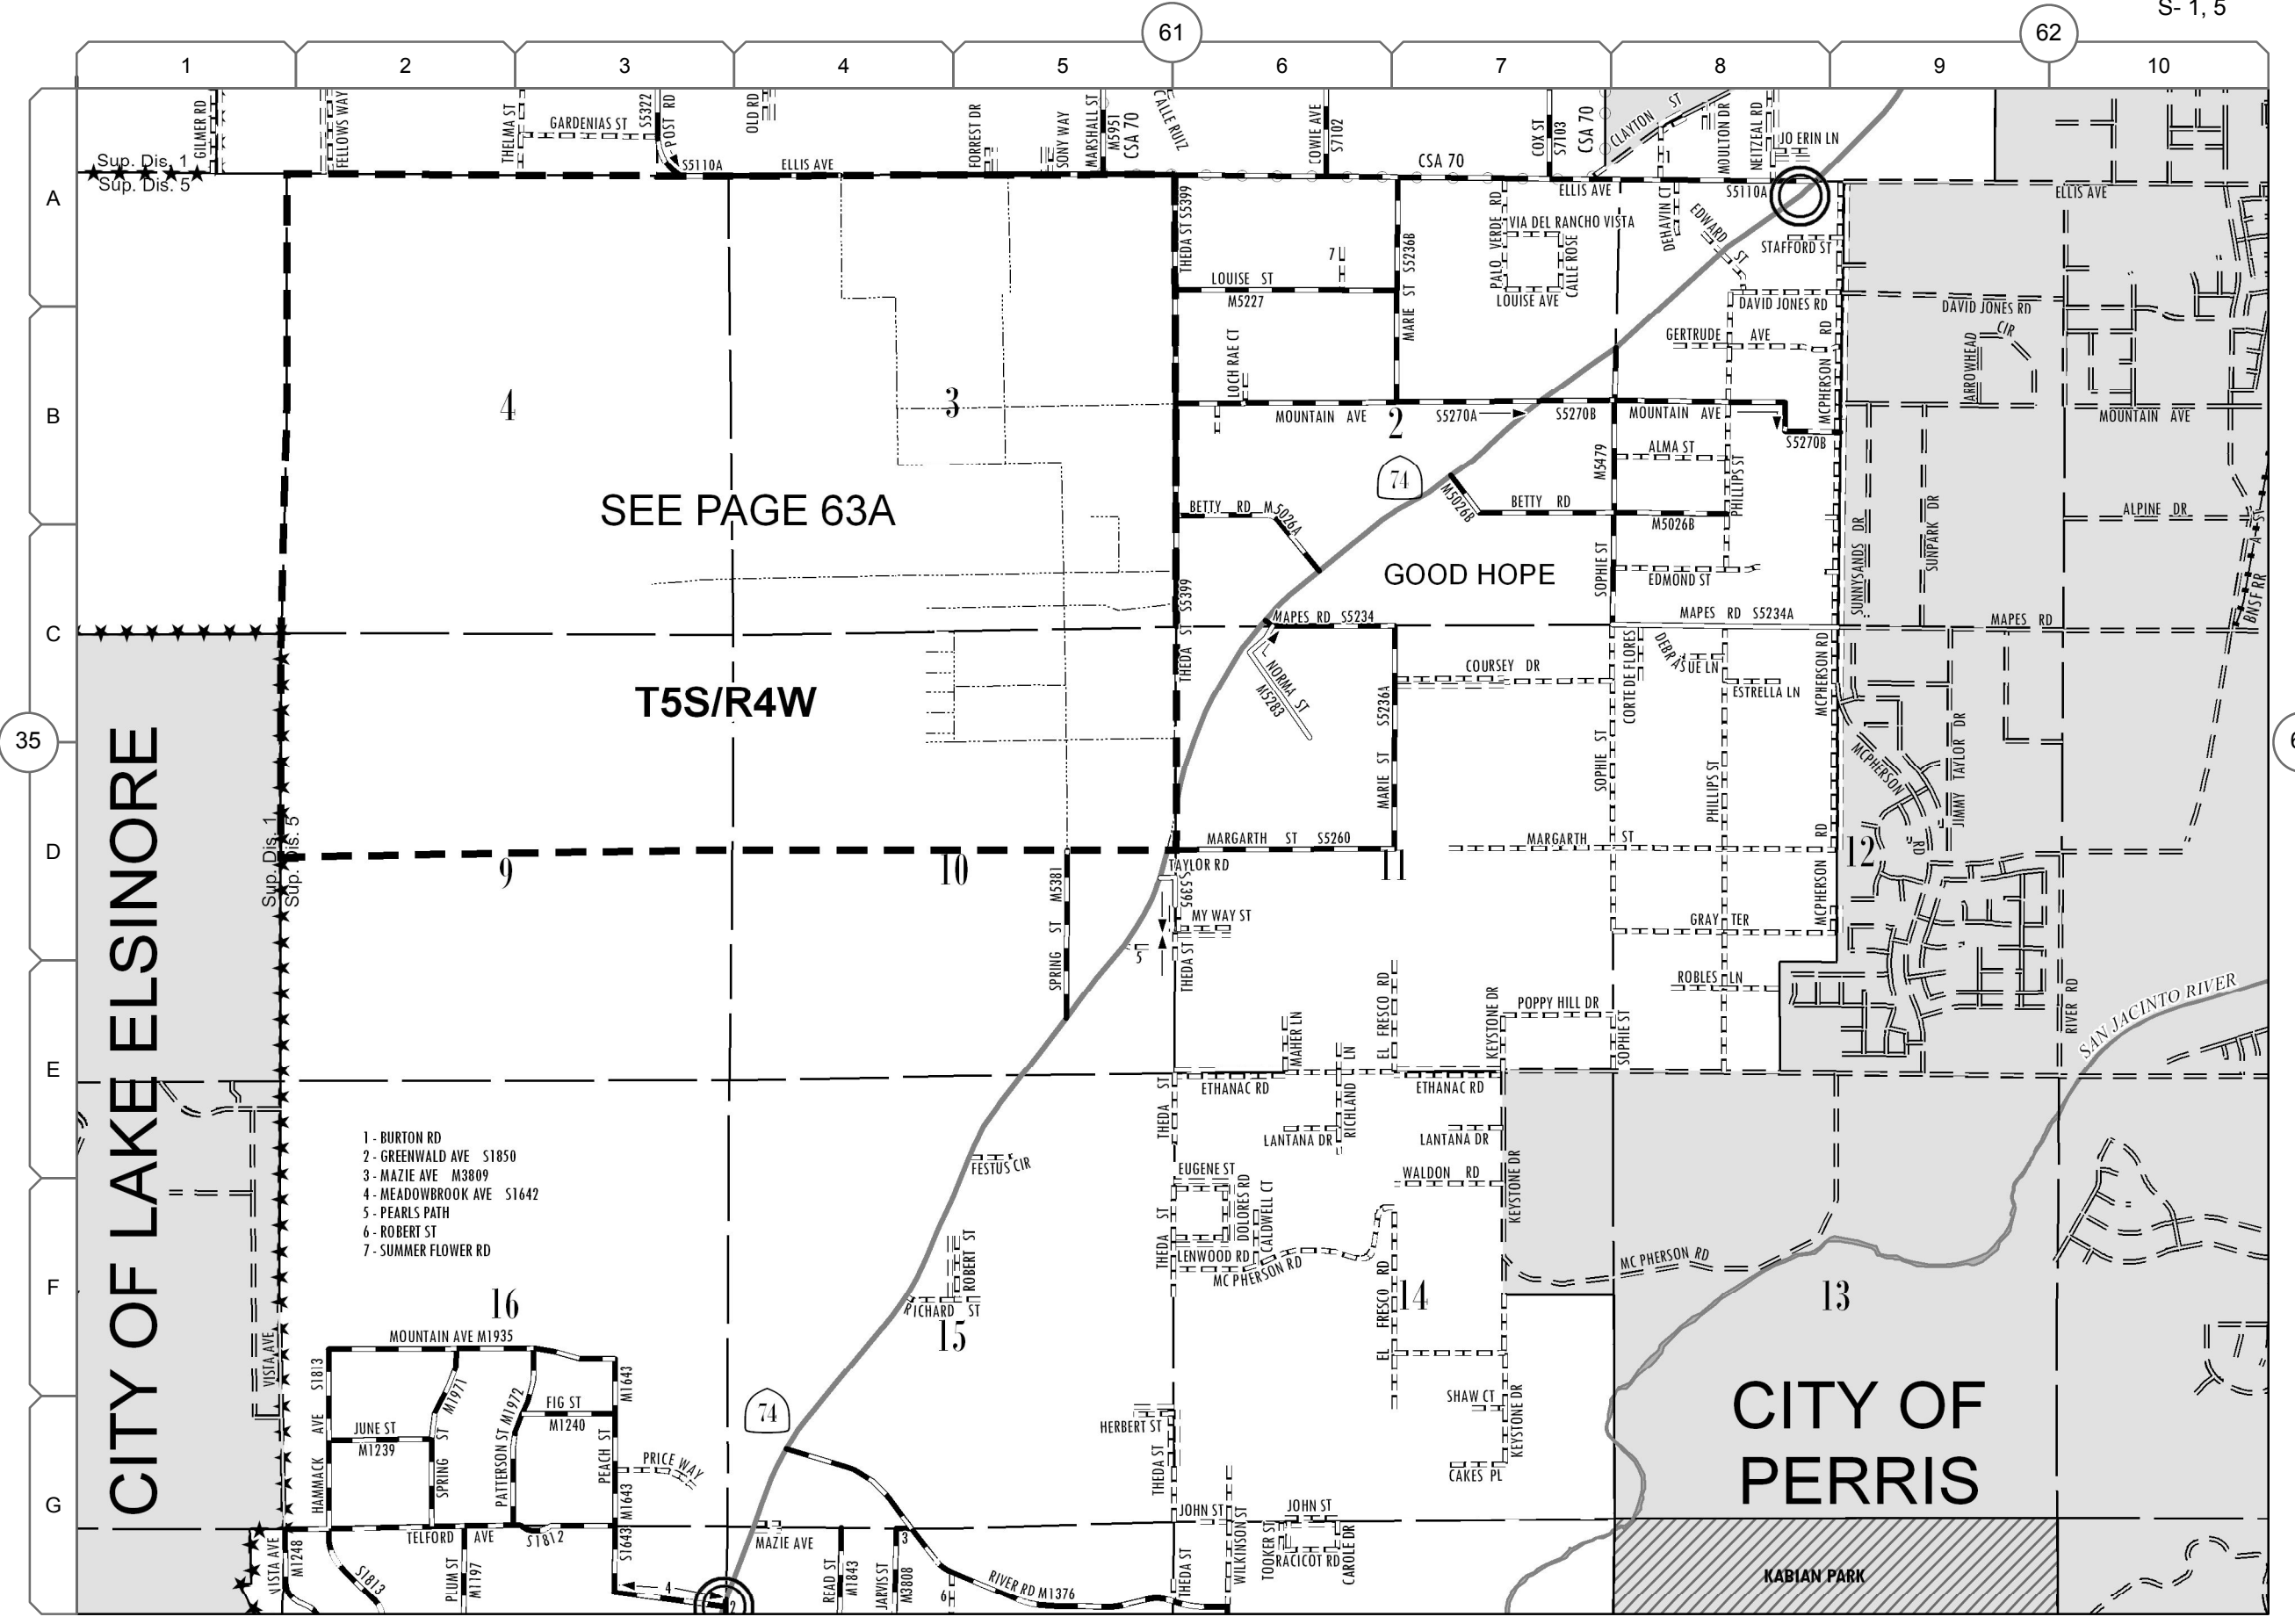 S- 1, 5
61
62
1
2
3
4
5
6
7
8
9
10
GILMER RD
FELLOWS WAY
THELMA ST
GARDENIAS ST
S5322
POST RD
OLD RD
FORREST DR
SONY WAY
MARSHALL ST
M5951
CSA 70
CALLE RUIZ
COWIE AVE
S7102
CSA 70
COX ST
S7103
CSA 70
CLAYTON ST
1
MOULTON DR
NEITZEAL RD
JO ERIN LN
Sup. Dis. 1
Sup. Dis. 5
S5110A
ELLIS AVE
ELLIS AVE
S5110A
ELLIS AVE
A
THEDA ST S5399
MARIE ST S5236B
PALO VERDE RD
VIA DEL RANCHO VISTA
CALLE ROSE
LOUISE AVE
DEHAVIN CT
EDWARD ST
STAFFORD ST
7
LOUISE ST
M5227
DAVID JONES RD
DAVID JONES RD
GERTRUDE AVE
MCPHERSON RD
ARROWHEAD CIR
LOCH RAE CT
B
4
3
2
MOUNTAIN AVE
S5270A
S5270B
MOUNTAIN AVE
S5270B
MOUNTAIN AVE
M5479
ALMA ST
PHILLIPS ST
74
SEE PAGE 63A
BETTY RD M5026A
M5026B
BETTY RD
M5026B
ALPINE DR
SUNNYSANDS DR
SUNPARK DR
BNSF RR
GOOD HOPE
SOPHIE ST
EDMOND ST
THEDA ST S5399
C
MAPES RD S5234
MAPES RD S5234A
MAPES RD
NORMA ST
M5283
COURSEY DR
CORTE DE FLORES
DEBRA SUE LN
ESTRELLA LN
MCPHERSON RD
T5S/R4W
MARIE ST S5236A
SOPHIE ST
PHILLIPS ST
MCPHERSON RD
JIMMY TAYLOR DR
35
CITY OF LAKE ELSINORE
Sup. Dis. 1
Sup. Dis. 5
D
9
10
11
12
MARGARTH ST S5260
MARGARTH ST
TAYLOR RD
S5395
MY WAY ST
THEDA ST
5
SPRING ST M5381
MCPHERSON RD
GRAY TER
ROBLES LN
EL FRESCO RD
KEYSTONE DR
POPPY HILL DR
SOPHIE ST
RIVER RD
SAN JACINTO RIVER
E
MAHER LN
ETHANAC RD
ETHANAC RD
RICHLAND LN
THEDA ST
LANTANA DR
LANTANA DR
1 - BURTON RD
2 - GREENWALD AVE S1850
3 - MAZIE AVE M3809
4 - MEADOWBROOK AVE S1642
5 - PEARLS PATH
6 - ROBERT ST
7 - SUMMER FLOWER RD
FESTUS CIR
EUGENE ST
WALDON RD
KEYSTONE DR
DOLORES RD
CALDWELL CT
THEDA ST
LENWOOD RD
MC PHERSON RD
MC PHERSON RD
F
ROBERT ST
RICHARD ST
EL FRESCO RD
16
15
14
13
MOUNTAIN AVE M1935
VISTA AVE
S1813
M1971
M1972
M1643
FIG ST
M1240
JUNE ST
M1239
HAMMACK AVE
SPRING ST
PATTERSON ST
PEACH ST
M1643
PRICE WAY
74
HERBERT ST
THEDA ST
SHAW CT
KEYSTONE DR
CAKES PL
CITY OF
PERRIS
G
TELFORD AVE
S1812
S1643
MAZIE AVE
3
JOHN ST
JOHN ST
VISTA AVE
M1248
S1813
PLUM ST
M1197
4
2
READ ST
M1843
JARVIS ST
M3808
6
RIVER RD M1376
THEDA ST
WILKINSON ST
TOOKER ST
RACICOT RD
CAROLE DR
KABIAN PARK